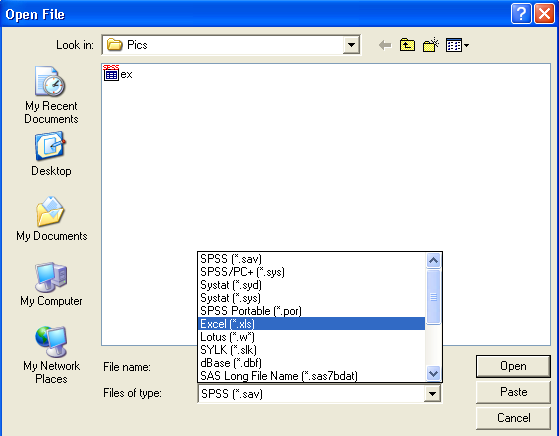 Open File
Look in:
Pics
SPSS
ex
My Recent
Documents
Desktop
My Documents
My Computer
My Network
Places
SPSS (*.sav)
SPSS/PC+ (*.sys)
Systat (*.syd)
Systat (*.sys)
SPSS Portable (*.por)
Excel (*.xls)
Lotus (*.w*)
SYLK (*.slk)
dBase (*.dbf)
SAS Long File Name (*.sas7bdat)
File name:
Files of type:
SPSS (*.sav)
Open
Paste
Cancel